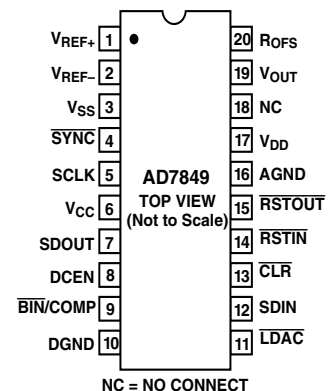 VREF+ 1 20 ROFS
VREF– 2 19 VOUT
VSS 3 18 NC
SYNC 4 17 VDD
SCLK 5 AD7849 16 AGND
VCC 6 TOP VIEW 15 RSTOUT
SDOUT 7 (Not to Scale) 14 RSTIN
DCEN 8 13 CLR
BIN/COMP 9 12 SDIN
DGND 10 11 LDAC
NC = NO CONNECT